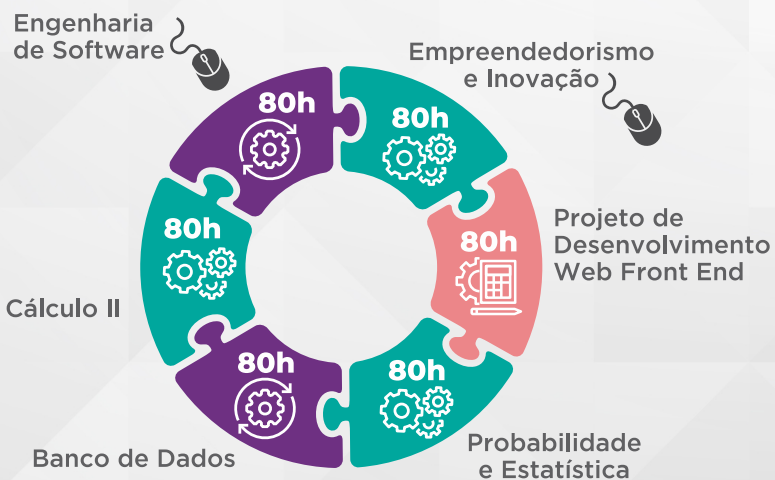 Engenharia
de Software
80h
Empreendedorismo
e Inovação
80h
Projeto de
Desenvolvimento
Web Front End
80h
Probabilidade
e Estatística
80h
Banco de Dados
80h
Cálculo II
80h